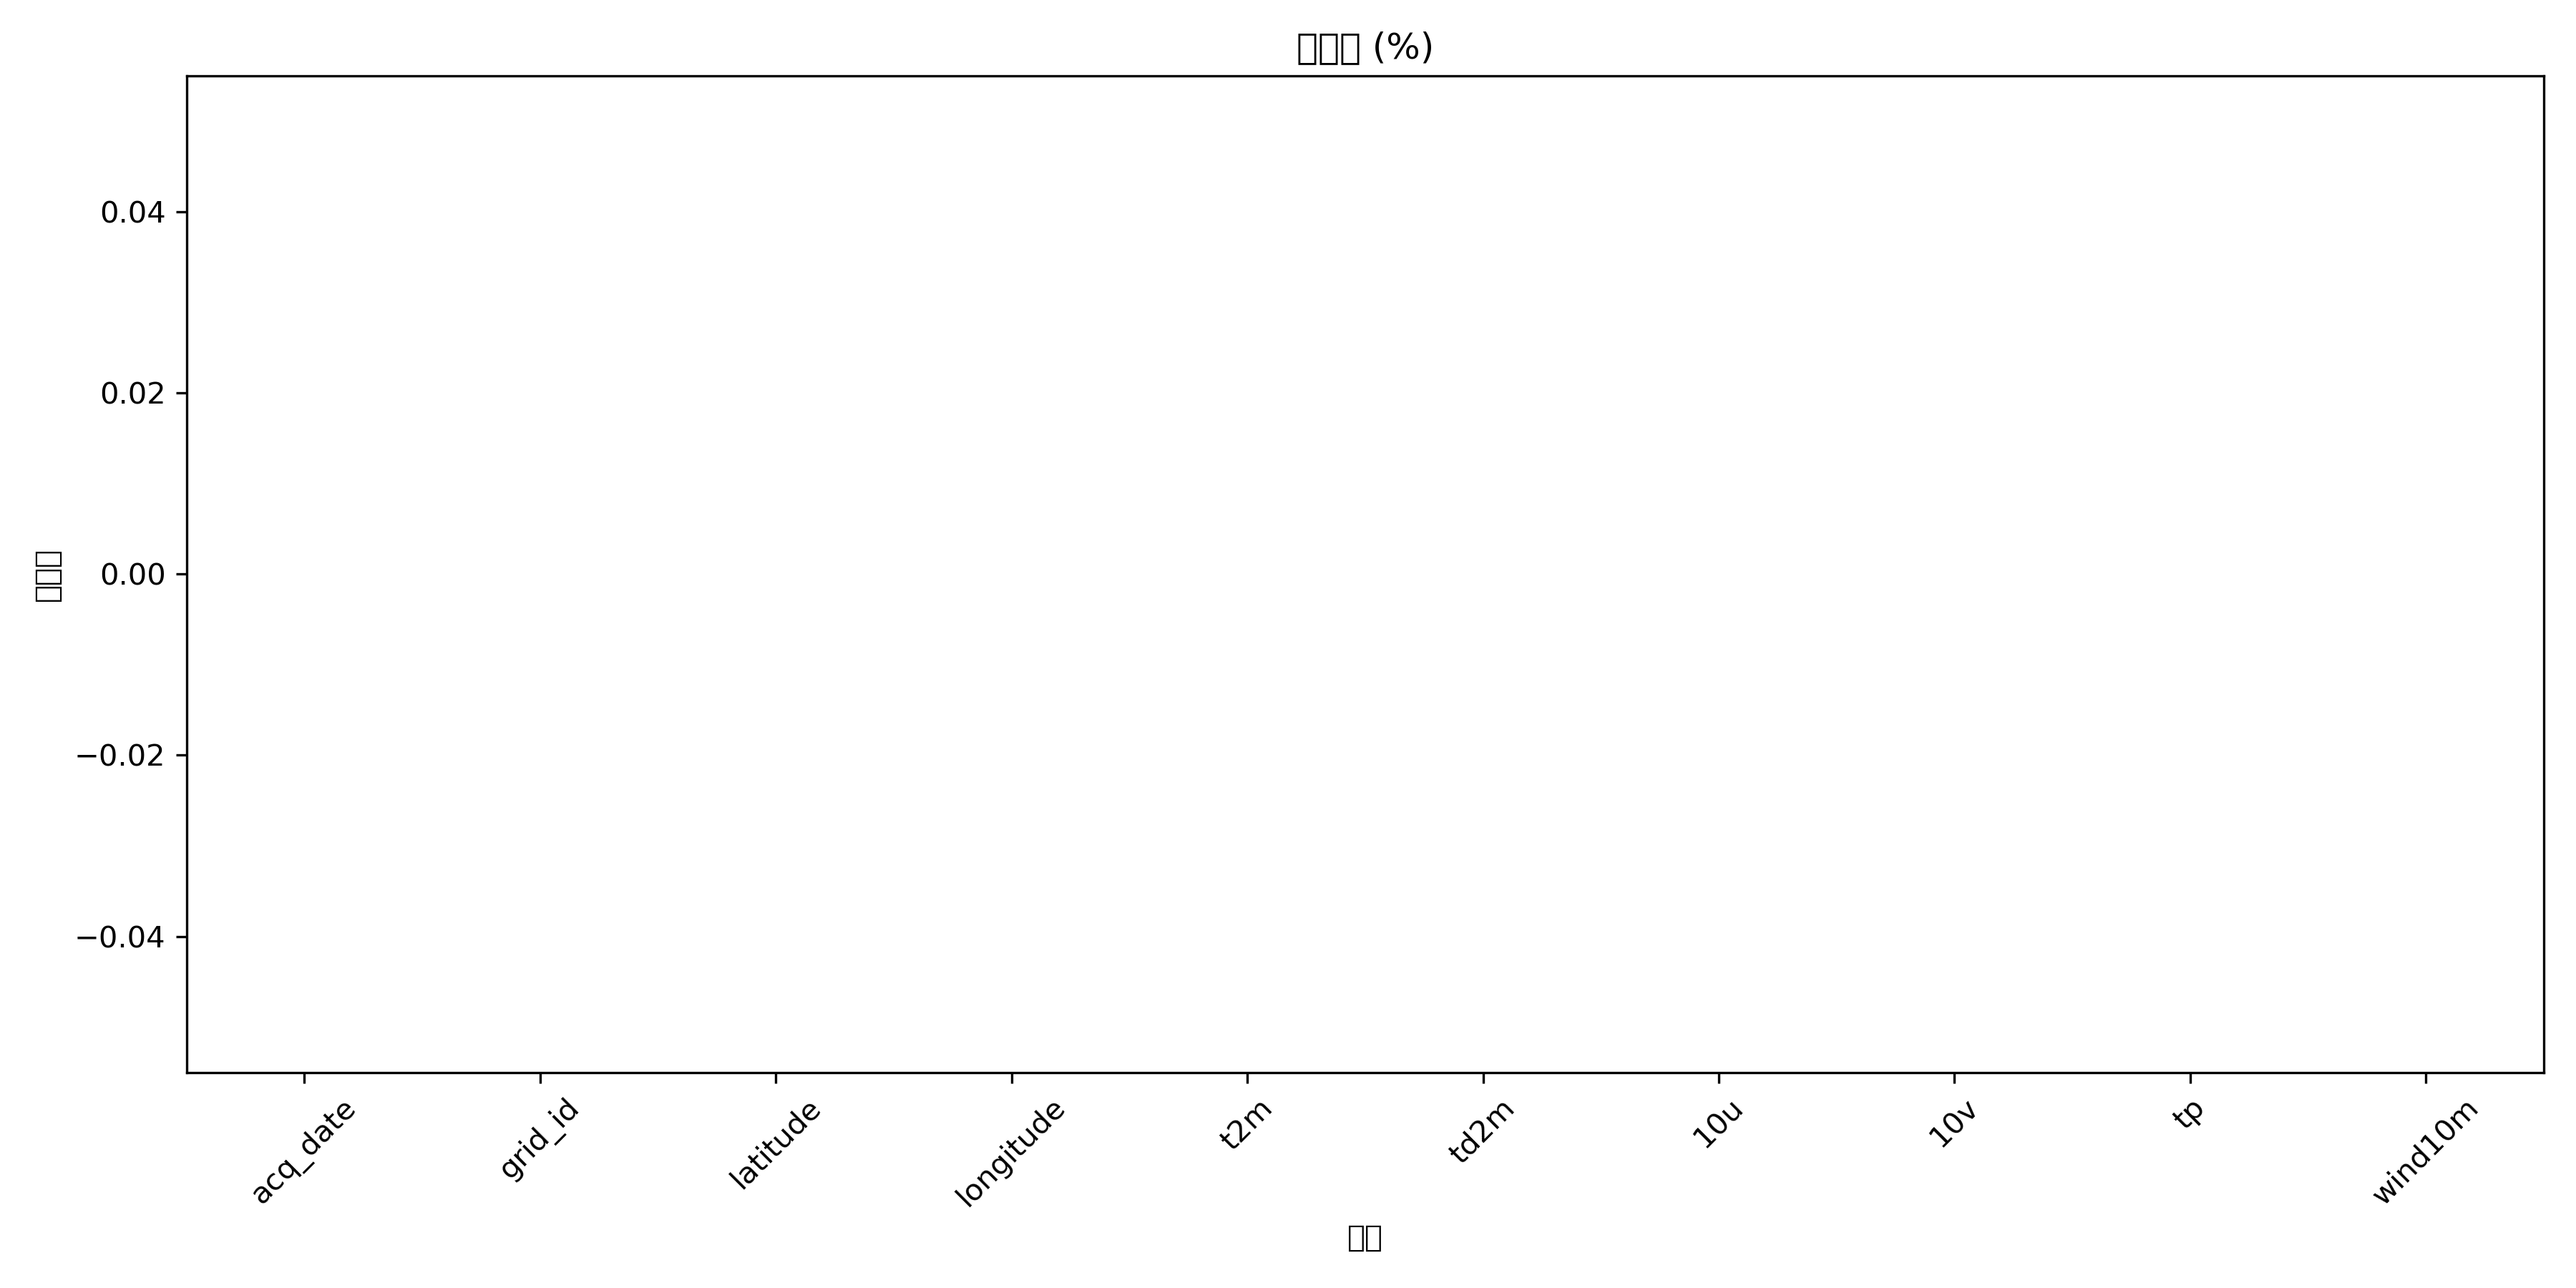 (%)
0.04
0.02
0.00
−0.02
−0.04
acq_date
grid_id
latitude
longitude
t2m
td2m
10u
10v
tp
wind10m